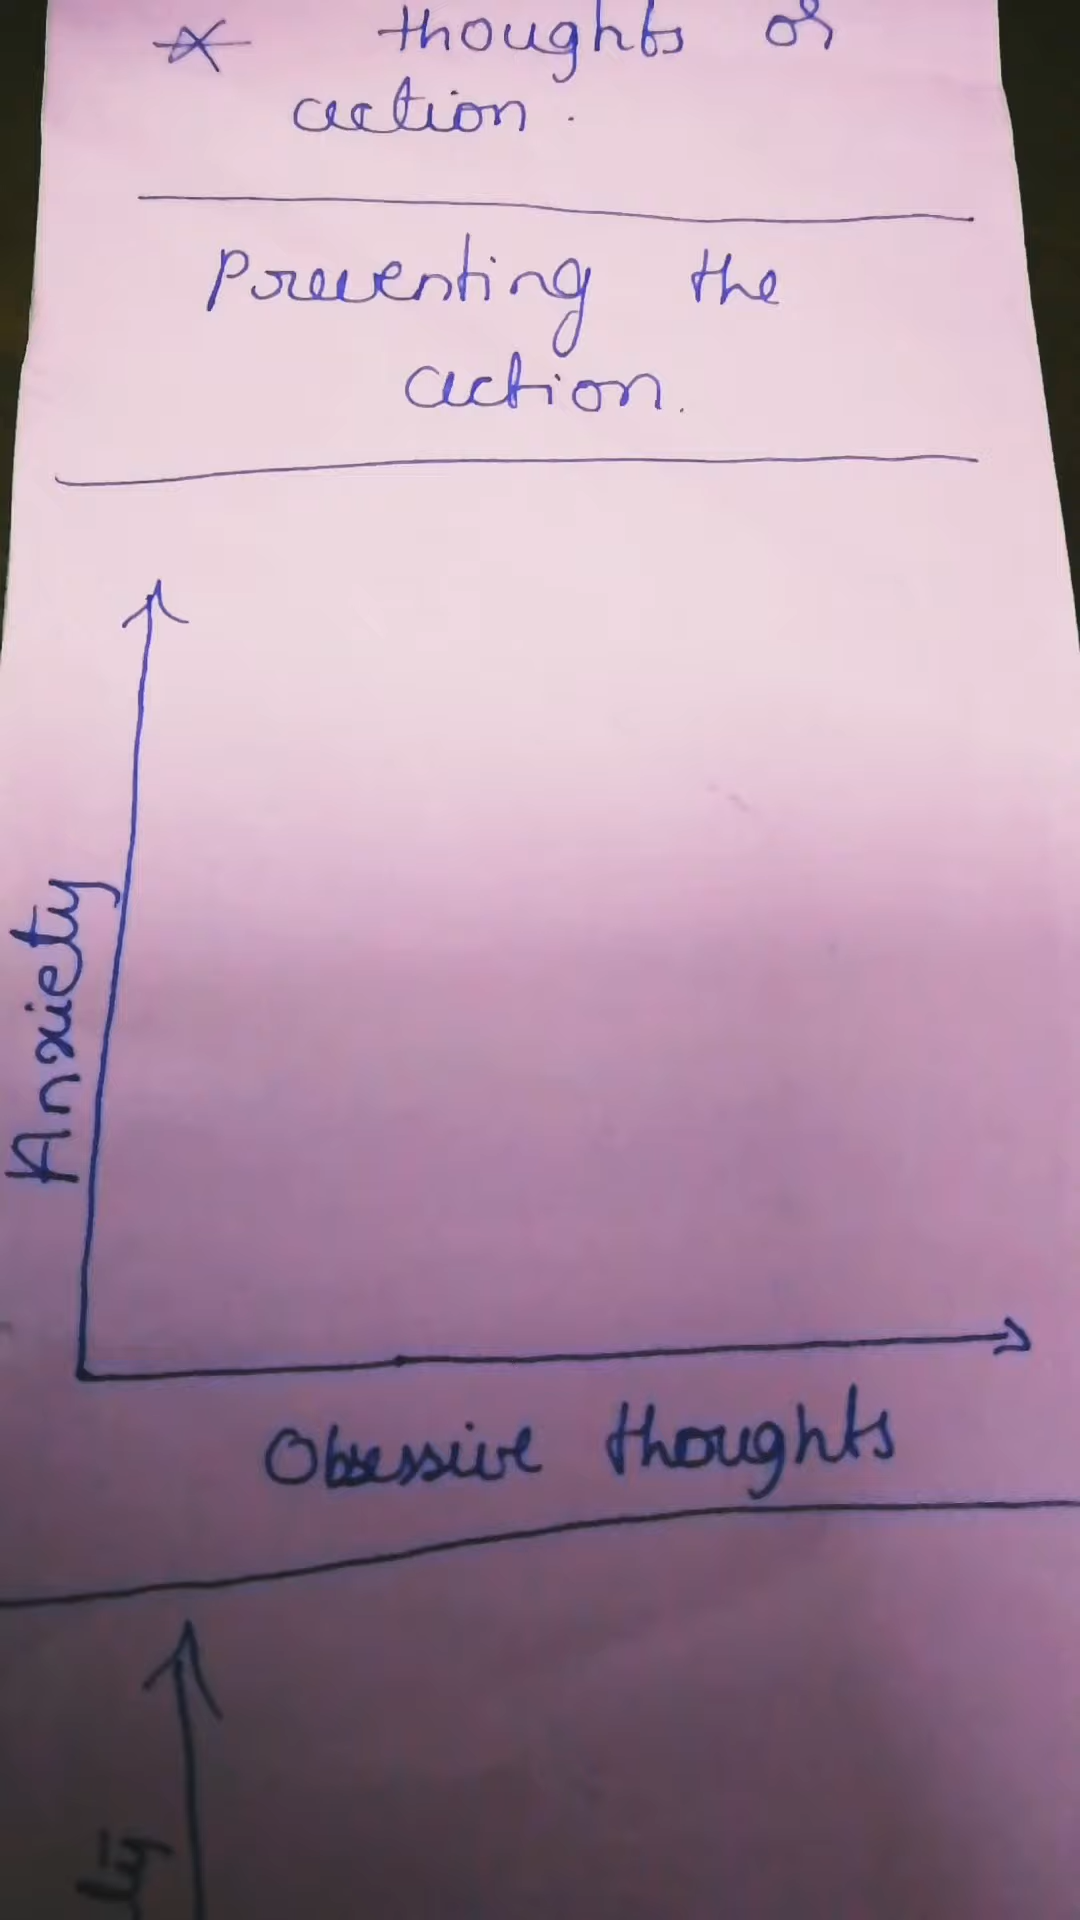 thoughts or
action.
Preventing the
action.
Anxiety
Obsessive thoughts